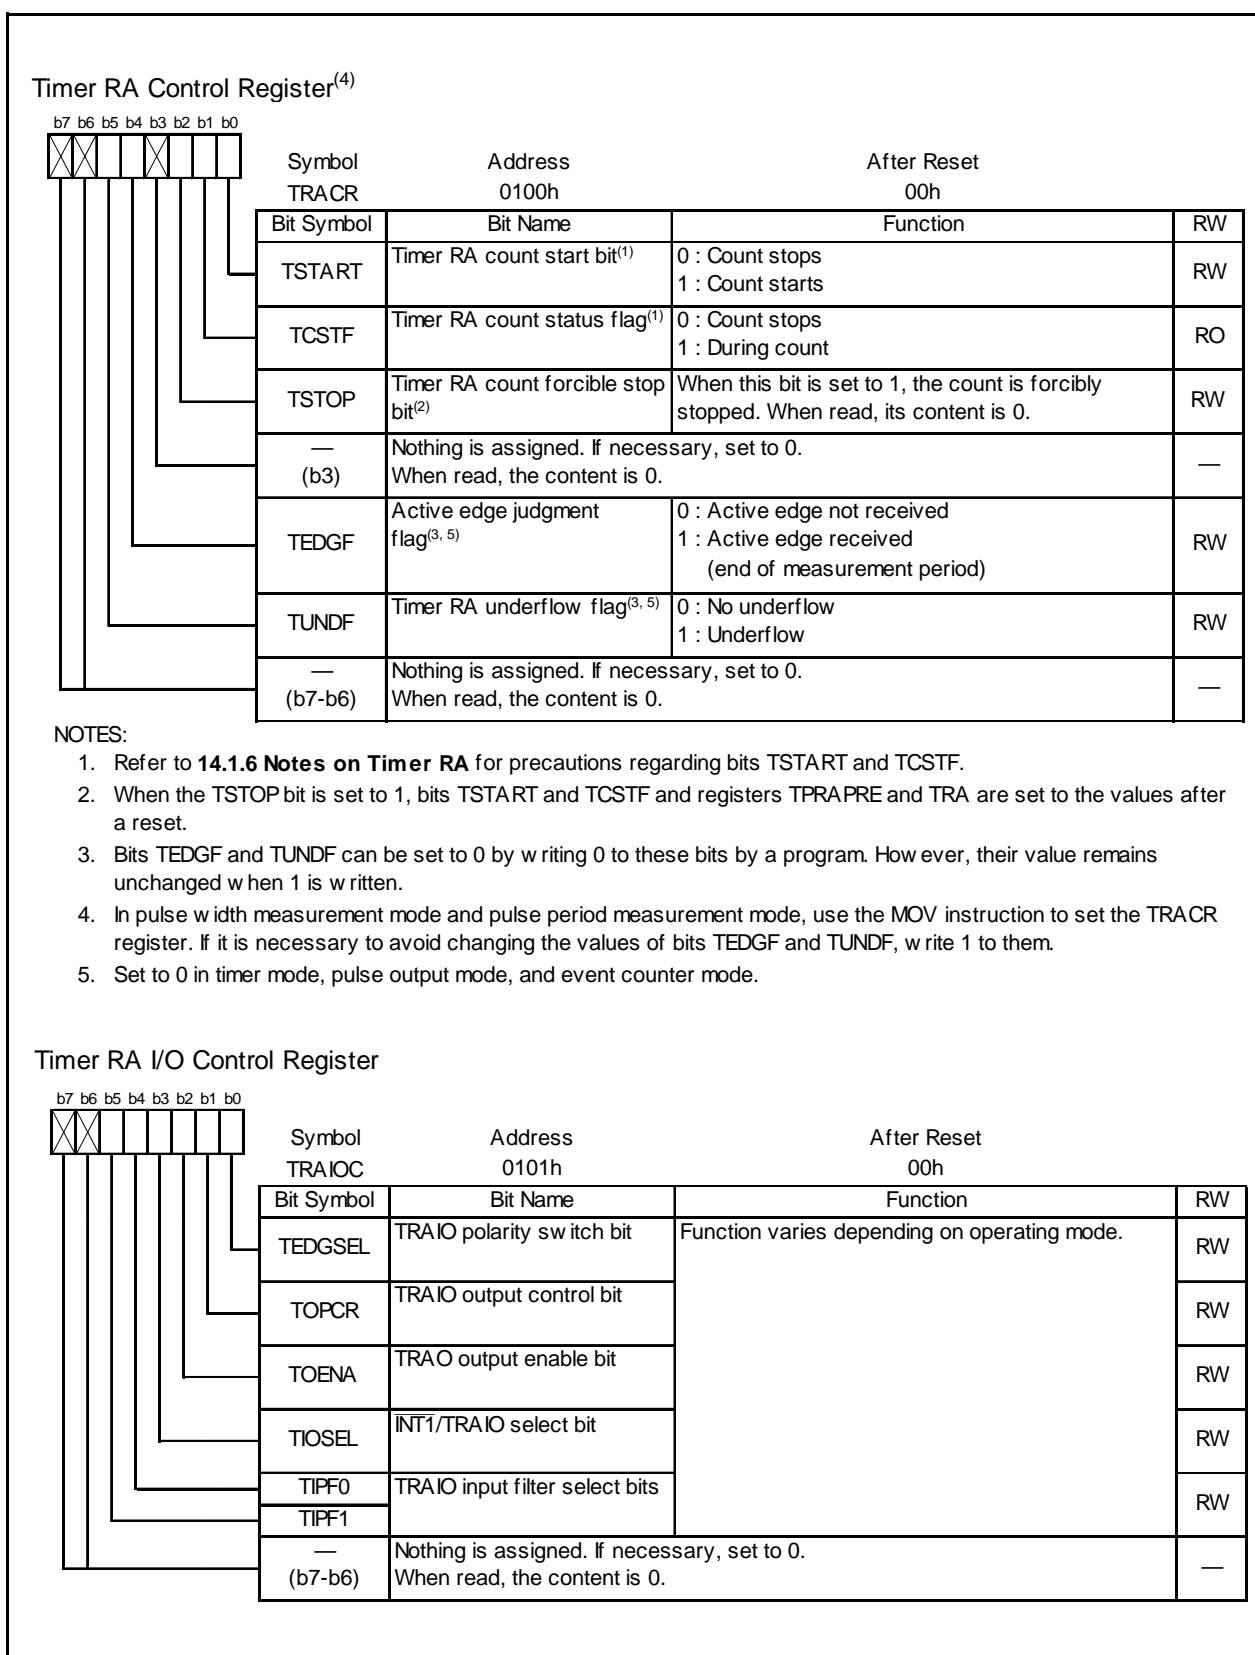 Timer RA Control Register(4)
b7 b6 b5 b4 b3 b2 b1 b0
Symbol Address After Reset
TRACR 0100h 00h
Bit Symbol Bit Name Function RW
TSTART Timer RA count start bit(1) 0 : Count stops RW
1 : Count starts
TCSTF Timer RA count status flag(1) 0 : Count stops RO
1 : During count
TSTOP Timer RA count forcible stop When this bit is set to 1, the count is forcibly RW
bit(2) stopped. When read, its content is 0.
— Nothing is assigned. If necessary, set to 0. —
(b3) When read, the content is 0.
TEDGF Active edge judgment 0 : Active edge not received RW
flag(3, 5) 1 : Active edge received
(end of measurement period)
TUNDF Timer RA underflow flag(3, 5) 0 : No underflow RW
1 : Underflow
— Nothing is assigned. If necessary, set to 0. —
(b7-b6) When read, the content is 0.
NOTES:
1. Refer to 14.1.6 Notes on Timer RA for precautions regarding bits TSTART and TCSTF.
2. When the TSTOP bit is set to 1, bits TSTART and TCSTF and registers TPRAPRE and TRA are set to the values after
a reset.
3. Bits TEDGF and TUNDF can be set to 0 by writing 0 to these bits by a program. However, their value remains
unchanged when 1 is written.
4. In pulse width measurement mode and pulse period measurement mode, use the MOV instruction to set the TRACR
register. If it is necessary to avoid changing the values of bits TEDGF and TUNDF, write 1 to them.
5. Set to 0 in timer mode, pulse output mode, and event counter mode.
Timer RA I/O Control Register
b7 b6 b5 b4 b3 b2 b1 b0
Symbol Address After Reset
TRAIOC 0101h 00h
Bit Symbol Bit Name Function RW
TEDGSEL TRAIO polarity switch bit Function varies depending on operating mode. RW
TOPCR TRAIO output control bit RW
TOENA TRAO output enable bit RW
TIOSEL INT1/TRAIO select bit RW
TIPF0 TRAIO input filter select bits RW
TIPF1
— Nothing is assigned. If necessary, set to 0. —
(b7-b6) When read, the content is 0.